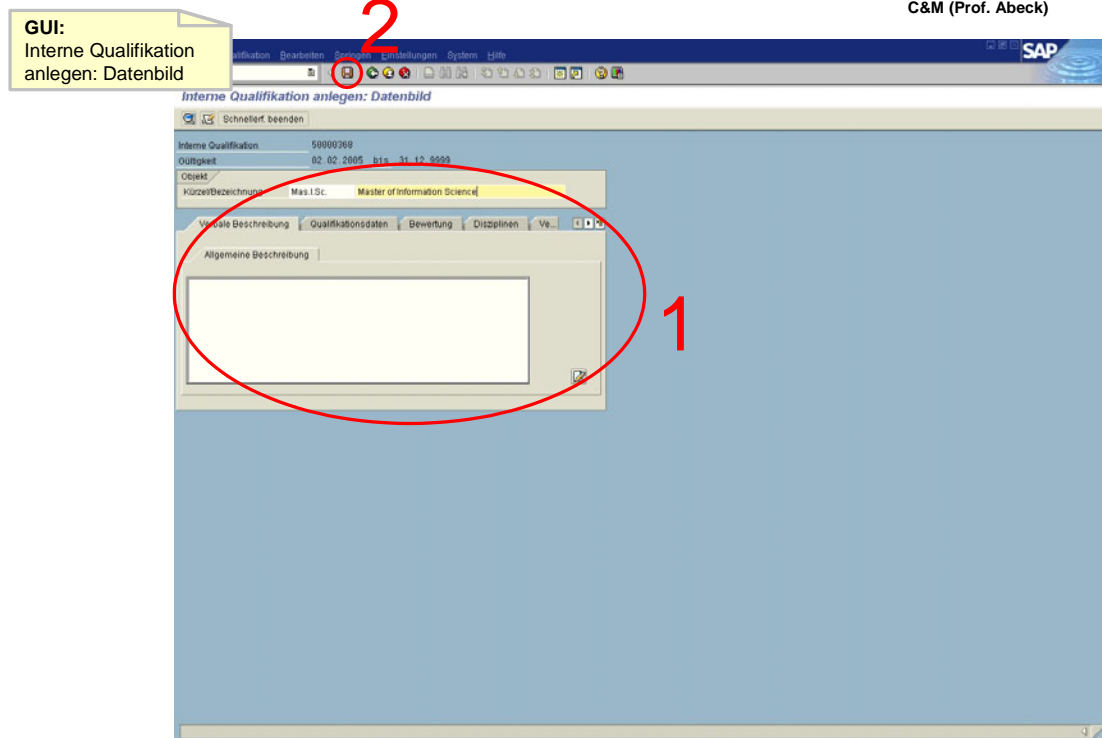 C&M (Prof. Abeck)
GUI:
Interne Qualifikation
anlegen: Datenbild
2
alifikation Bearbeiten Springen Einstellungen System Hilfe
SAP
Interne Qualifikation anlegen: Datenbild
Schnellerf. beenden
Interne Qualifikation 50000360
Gültigkeit 02.02.2005 bis 31.12.9999
Objekt
Kürzel/Bezeichnung Mas.I.Sc. Master of Information Science
Verbale Beschreibung Qualifikationsdaten Bewertung Disziplinen Ve...
Allgemeine Beschreibung
1